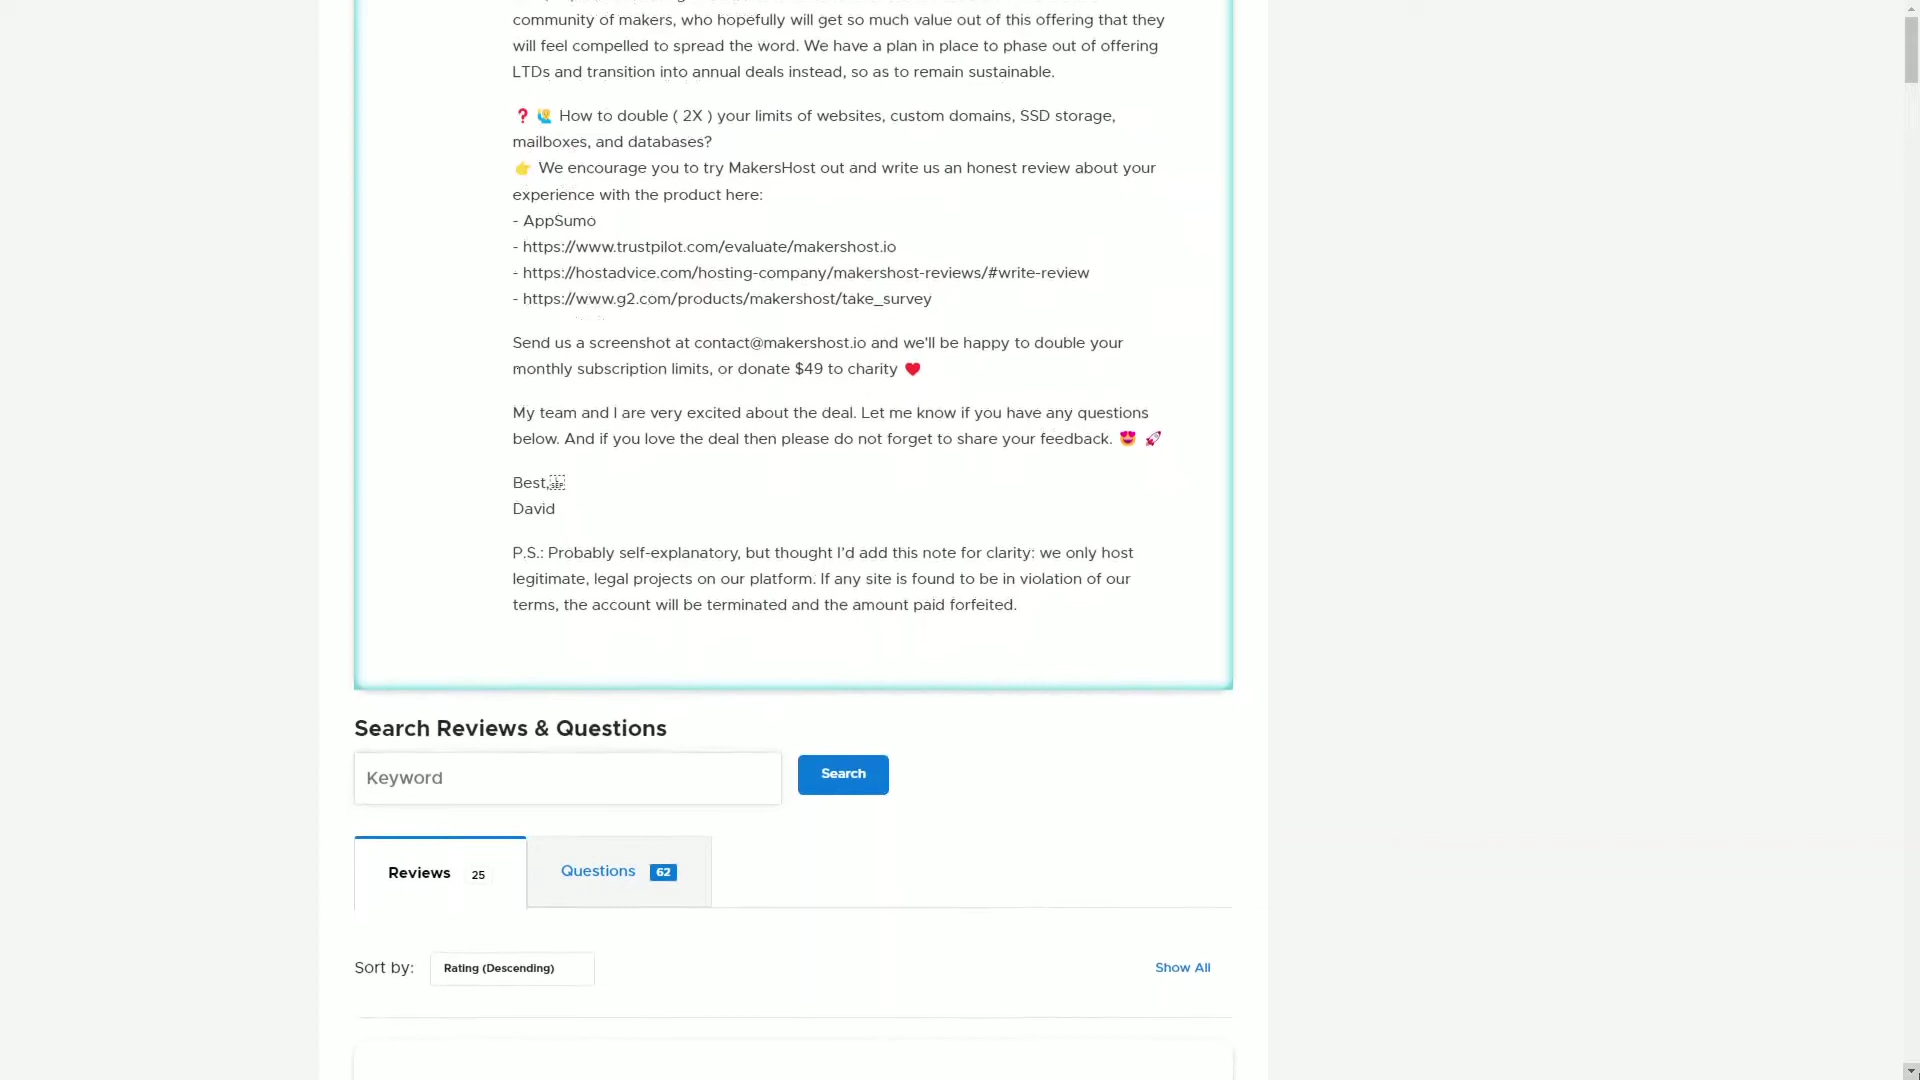 community of makers, who hopefully will get so much value out of this offering that they
will feel compelled to spread the word. We have a plan in place to phase out of offering
LTDs and transition into annual deals instead, so as to remain sustainable.
❓ 🙋 How to double ( 2X ) your limits of websites, custom domains, SSD storage,
mailboxes, and databases?
👉 We encourage you to try MakersHost out and write us an honest review about your
experience with the product here:
- AppSumo
- https://www.trustpilot.com/evaluate/makershost.io
- https://hostadvice.com/hosting-company/makershost-reviews/#write-review
- https://www.g2.com/products/makershost/take_survey
Send us a screenshot at contact@makershost.io and we'll be happy to double your
monthly subscription limits, or donate $49 to charity ❤️
My team and I are very excited about the deal. Let me know if you have any questions
below. And if you love the deal then please do not forget to share your feedback. 😍 🚀
Best,
David
P.S.: Probably self-explanatory, but thought I'd add this note for clarity: we only host
legitimate, legal projects on our platform. If any site is found to be in violation of our
terms, the account will be terminated and the amount paid forfeited.
Search Reviews & Questions
Keyword Search
Reviews 25 Questions 62
Sort by: Rating (Descending) Show All